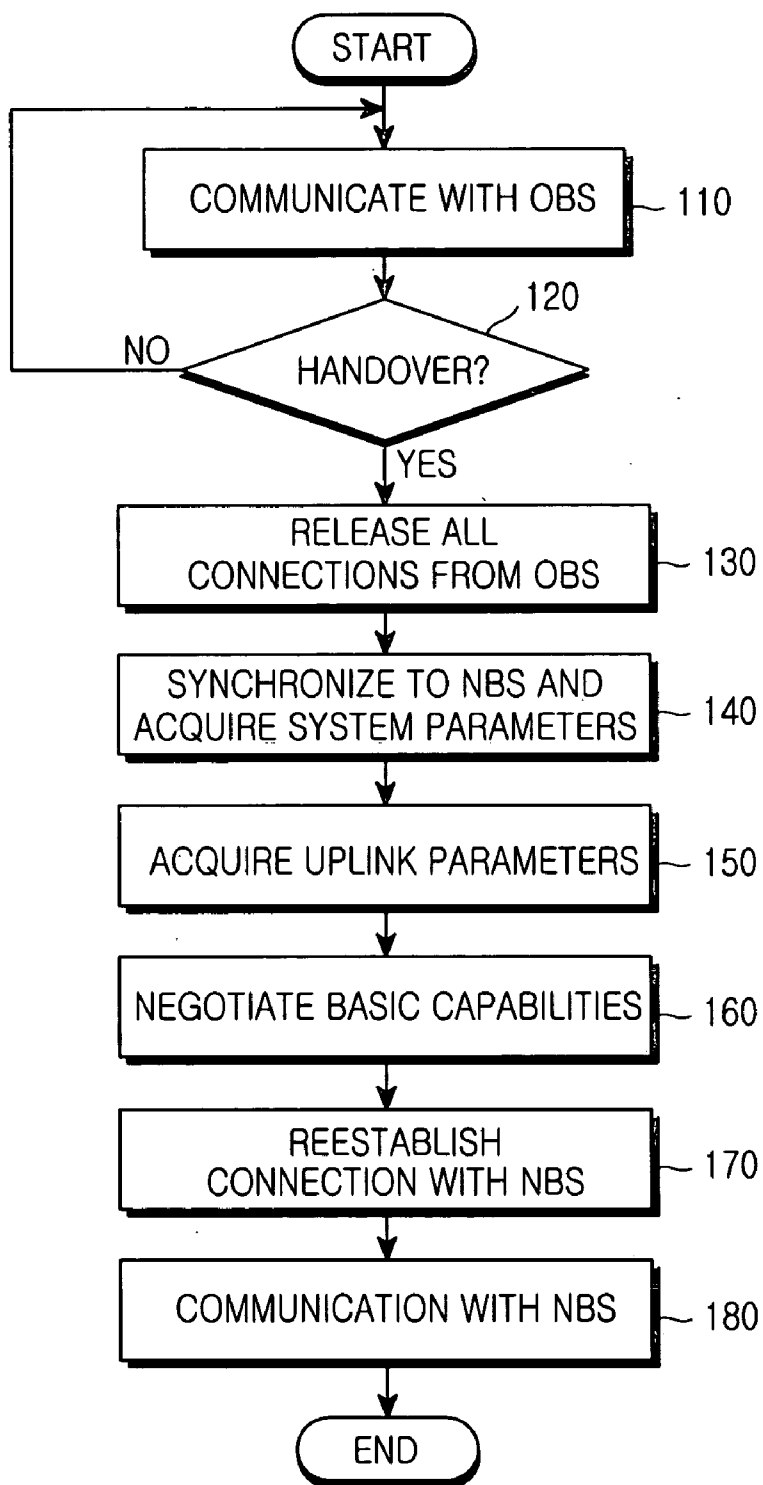 START
COMMUNICATE WITH OBS
110
120
HANDOVER?
NO
YES
RELEASE ALL
CONNECTIONS FROM OBS
130
SYNCHRONIZE TO NBS AND
ACQUIRE SYSTEM PARAMETERS
140
ACQUIRE UPLINK PARAMETERS
150
NEGOTIATE BASIC CAPABILITIES
160
REESTABLISH
CONNECTION WITH NBS
170
COMMUNICATION WITH NBS
180
END